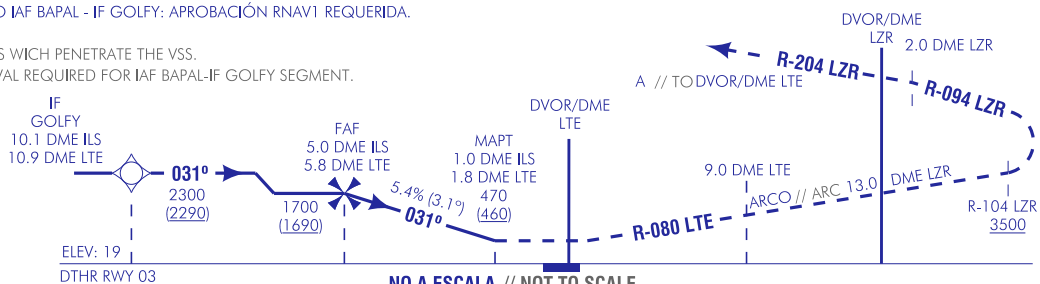 O IAF BAPAL - IF GOLFY: APROBACIÓN RNAV1 REQUERIDA.
S WICH PENETRATE THE VSS.
VAL REQUIRED FOR IAF BAPAL-IF GOLFY SEGMENT.
IF
GOLFY
10.1 DME ILS
10.9 DME LTE
031º
2300
(2290)
FAF
5.0 DME ILS
5.8 DME LTE
1700
(1690)
5.4% (3.1º)
031º
MAPT
1.0 DME ILS
1.8 DME LTE
470
(460)
DVOR/DME
LTE
R-080 LTE
9.0 DME LTE
ARCO // ARC 13.0 DME LZR
A // TO DVOR/DME LTE
R-204 LZR
DVOR/DME
LZR
2.0 DME LZR
R-094 LZR
R-104 LZR
3500
ELEV: 19
DTHR RWY 03
NO A ESCALA // NOT TO SCALE